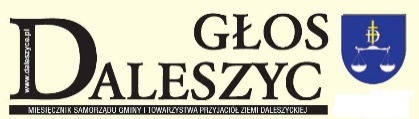 www.daleszyce.pl
GŁOS
DALESZYC
MIESIĘCZNIK SAMORZĄDU GMINY I TOWARZYSTWA PRZYJACIÓŁ ZIEMI DALESZYCKIEJ